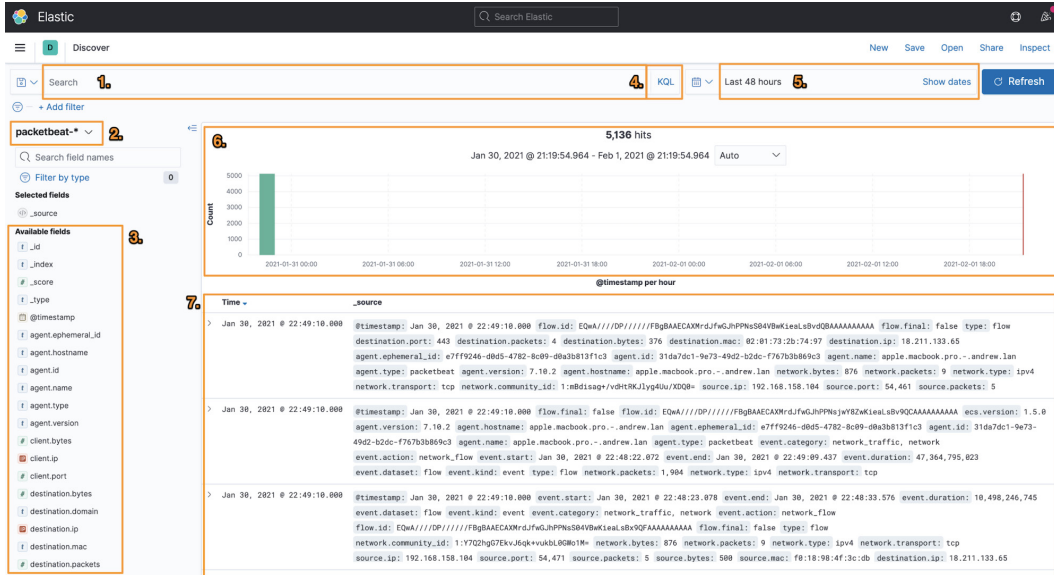 Elastic
Search Elastic
D Discover
New Save Open Share Inspect
Search 1. 4. KQL Last 48 hours 5. Show dates Refresh
+ Add filter
packetbeat-* 2.
Search field names
Filter by type 0
Selected fields
_source
Available fields 3.
t _id
t _index
# _score
t _type
@timestamp
t agent.ephemeral_id
t agent.hostname
t agent.id
t agent.name
t agent.type
t agent.version
# client.bytes
client.ip
# client.port
# destination.bytes
t destination.domain
destination.ip
t destination.mac
# destination.packets
6.
5,136 hits
Jan 30, 2021 @ 21:19:54.964 - Feb 1, 2021 @ 21:19:54.964 Auto
Count
5000
4000
3000
2000
1000
0
2021-01-31 00:00 2021-01-31 06:00 2021-01-31 12:00 2021-01-31 18:00 2021-02-01 00:00 2021-02-01 06:00 2021-02-01 12:00 2021-02-01 18:00
@timestamp per hour
7.
Time _source
Jan 30, 2021 @ 22:49:10.000 @timestamp: Jan 30, 2021 @ 22:49:10.000 flow.id: EQwA////DP//////FBgBAAECAXMrdJfwGJhPPNsS04VBwKieaLsBvdQBAAAAAAAAAA flow.final: false type: flow
destination.port: 443 destination.packets: 4 destination.bytes: 376 destination.mac: 02:01:73:2b:74:97 destination.ip: 18.211.133.65
agent.ephemeral_id: e7ff9246-d0d5-4782-8c09-d0a3b813f1c3 agent.id: 31da7dc1-9e73-49d2-b2dc-f767b3b869c3 agent.name: apple.macbook.pro.-.andrew.lan
agent.type: packetbeat agent.version: 7.10.2 agent.hostname: apple.macbook.pro.-.andrew.lan network.bytes: 876 network.packets: 9 network.type: ipv4
network.transport: tcp network.community_id: 1:mBdisag+/vdHtRKJlyg4Uu/XDQ0= source.ip: 192.168.158.104 source.port: 54,461 source.packets: 5
Jan 30, 2021 @ 22:49:10.000 @timestamp: Jan 30, 2021 @ 22:49:10.000 flow.final: false flow.id: EQwA////DP//////FBgBAAECAXMrdJfwGJhPPNsjwY8ZwKieaLsBv9QCAAAAAAAAAA ecs.version: 1.5.0
agent.version: 7.10.2 agent.hostname: apple.macbook.pro.-.andrew.lan agent.ephemeral_id: e7ff9246-d0d5-4782-8c09-d0a3b813f1c3 agent.id: 31da7dc1-9e73-
49d2-b2dc-f767b3b869c3 agent.name: apple.macbook.pro.-.andrew.lan agent.type: packetbeat event.category: network_traffic, network
event.action: network_flow event.start: Jan 30, 2021 @ 22:48:22.072 event.end: Jan 30, 2021 @ 22:49:09.437 event.duration: 47,364,795,023
event.dataset: flow event.kind: event type: flow network.packets: 1,904 network.type: ipv4 network.transport: tcp
Jan 30, 2021 @ 22:49:10.000 @timestamp: Jan 30, 2021 @ 22:49:10.000 event.start: Jan 30, 2021 @ 22:48:23.078 event.end: Jan 30, 2021 @ 22:48:33.576 event.duration: 10,498,246,745
event.dataset: flow event.kind: event event.category: network_traffic, network event.action: network_flow
flow.id: EQwA////DP//////FBgBAAECAXMrdJfwGJhPPNsS04VBwKieaLsBx9QFAAAAAAAAAA flow.final: false type: flow
network.community_id: 1:Y7Q2hgG7EkvJ6qk+vukbL0GWo1M= network.bytes: 876 network.packets: 9 network.type: ipv4 network.transport: tcp
source.ip: 192.168.158.104 source.port: 54,471 source.packets: 5 source.bytes: 500 source.mac: f0:18:98:4f:3c:db destination.ip: 18.211.133.65